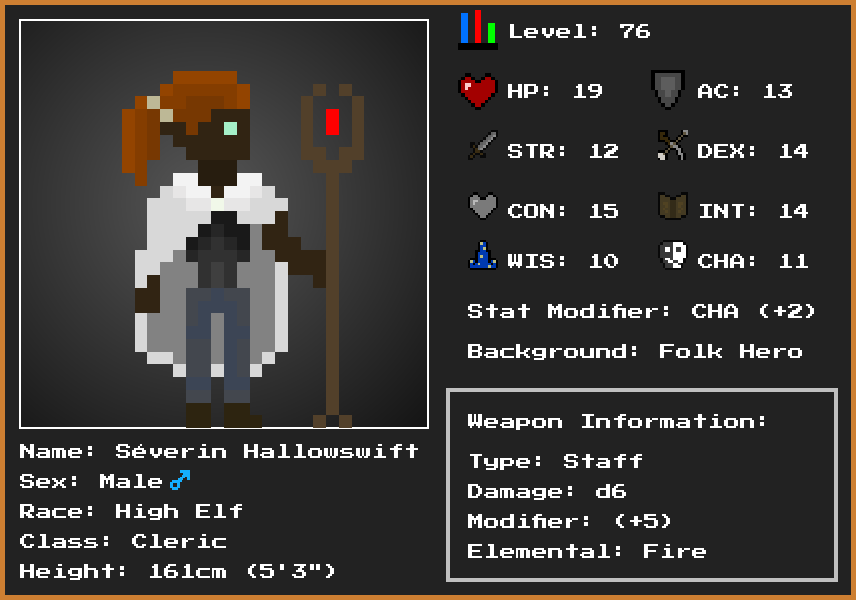 Level: 76
HP: 19
AC: 13
STR: 12
DEX: 14
CON: 15
INT: 14
WIS: 10
CHA: 11
Stat Modifier: CHA (+2)
Background: Folk Hero
Weapon Information:
Type: Staff
Damage: d6
Modifier: (+5)
Elemental: Fire
Name: Séverin Hallowswift
Sex: Male♂
Race: High Elf
Class: Cleric
Height: 161cm (5'3")